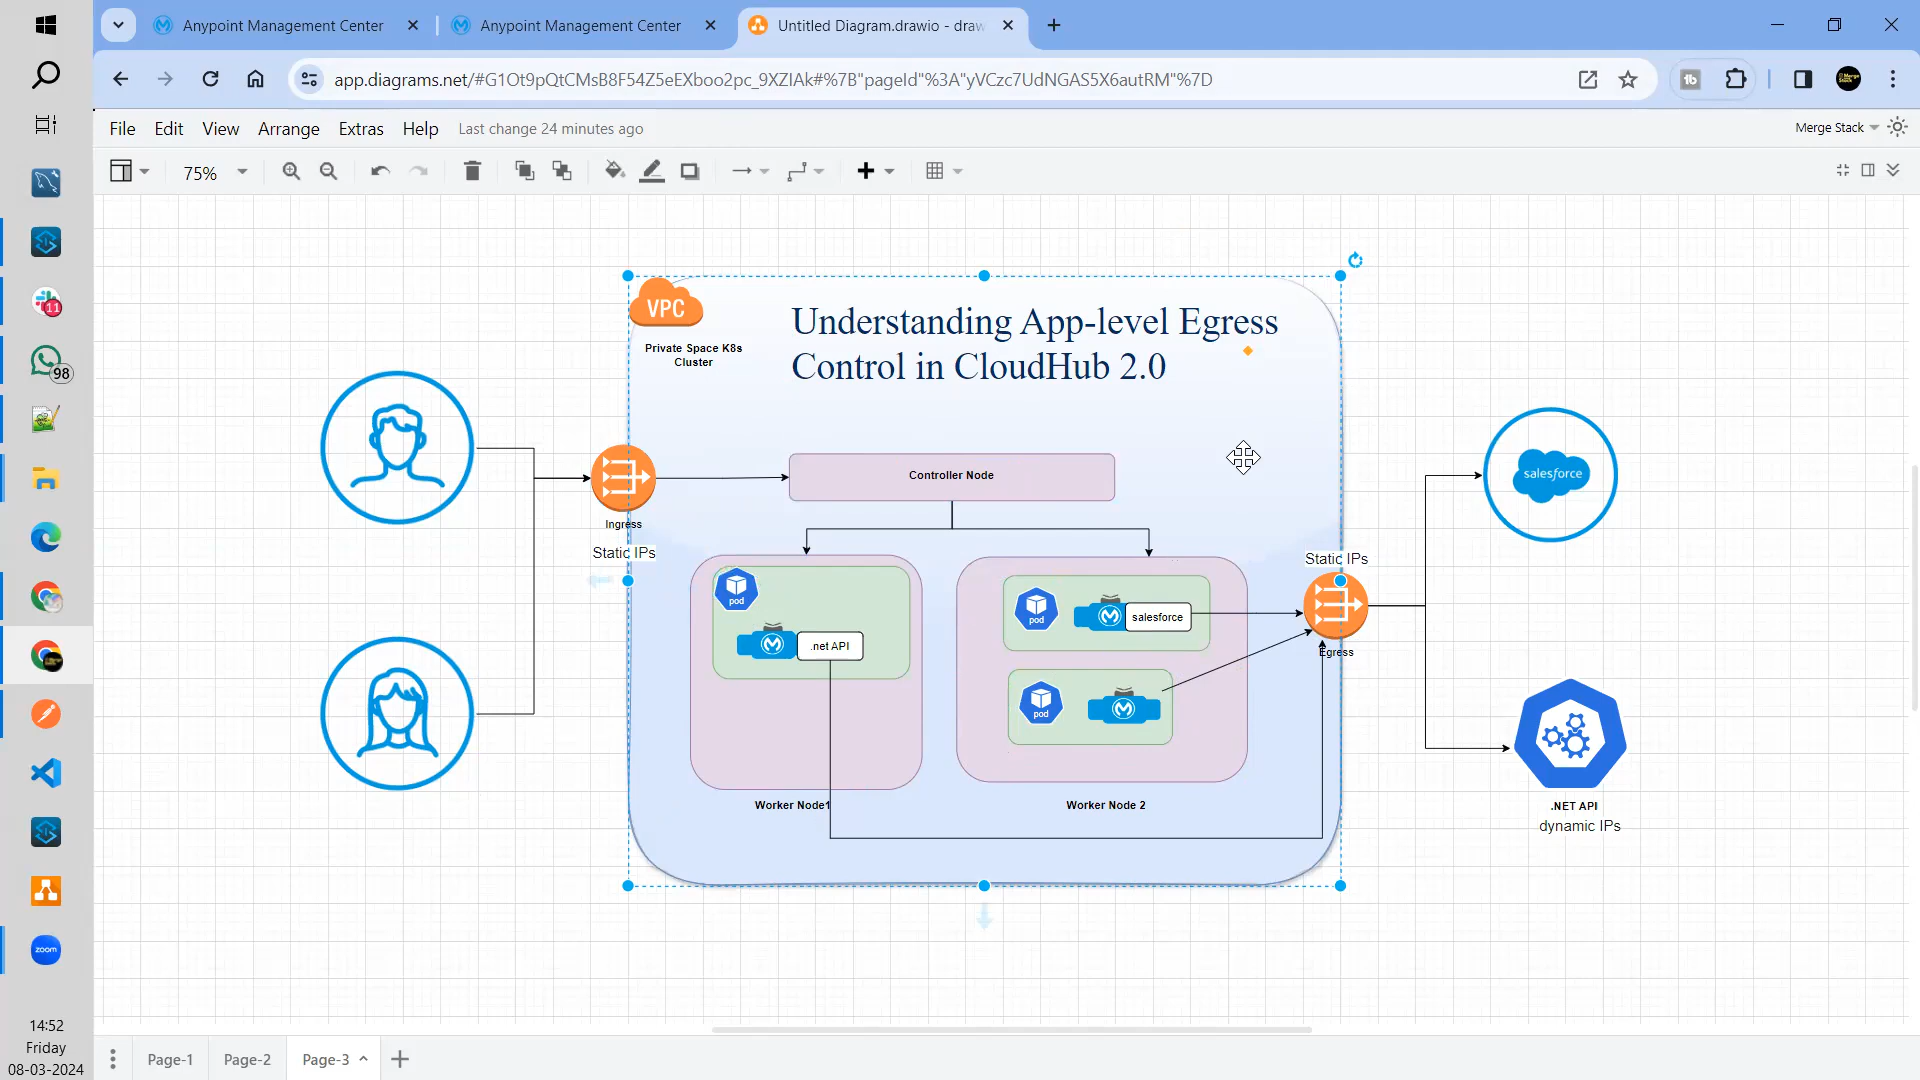 Anypoint Management Center
Anypoint Management Center
Untitled Diagram.drawio - draw
app.diagrams.net/#G1Ot9pQtCMsB8F54Z5eEXboo2pc_9XZIAk#%7B"pageId"%3A"yVCzc7UdNGAS5X6autRM"%7D
File Edit View Arrange Extras Help Last change 24 minutes ago
Merge Stack
75%
11
98
zoom
VPC
Private Space K8s
Cluster
Understanding App-level Egress
Control in CloudHub 2.0
Controller Node
Ingress
Static IPs
pod
.net API
Worker Node1
pod
salesforce
pod
Worker Node 2
Static IPs
Egress
salesforce
.NET API
dynamic IPs
14:52
Friday
08-03-2024
Page-1
Page-2
Page-3